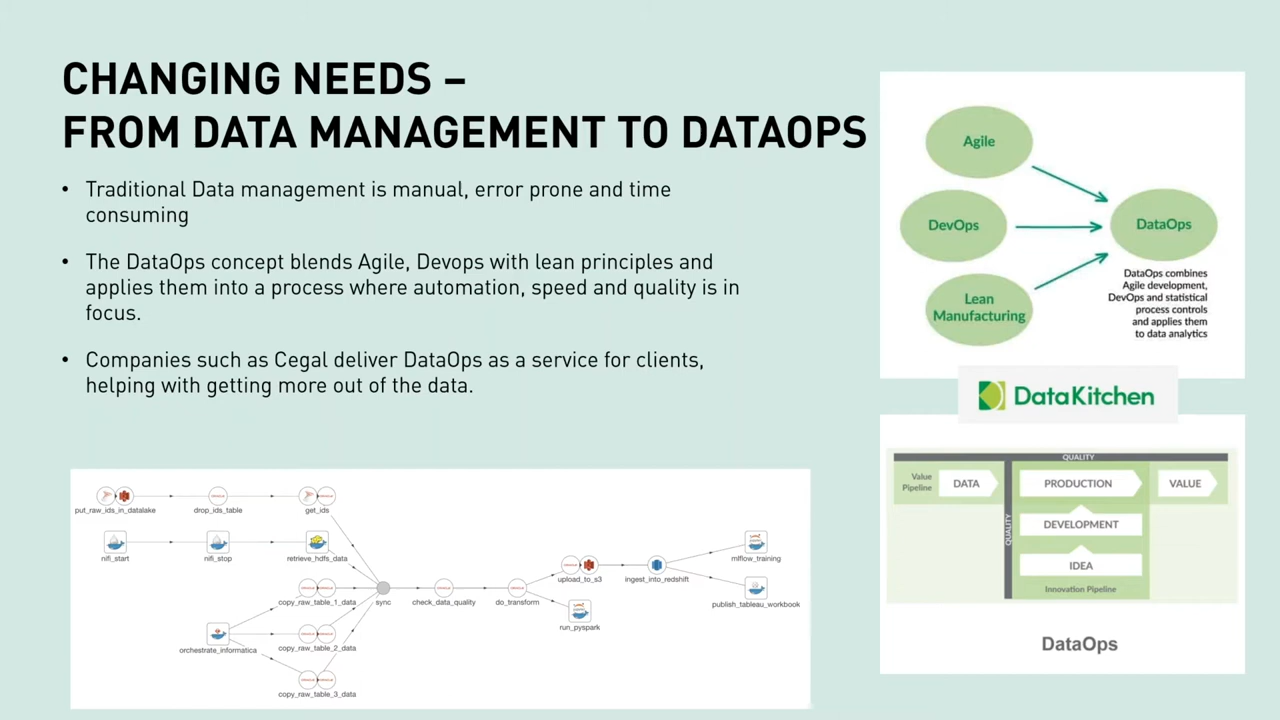 CHANGING NEEDS –
FROM DATA MANAGEMENT TO DATAOPS
• Traditional Data management is manual, error prone and time
consuming
• The DataOps concept blends Agile, Devops with lean principles and
applies them into a process where automation, speed and quality is in
focus.
• Companies such as Cegal deliver DataOps as a service for clients,
helping with getting more out of the data.
Agile
DevOps
Lean
Manufacturing
DataOps
DataOps combines
Agile development,
DevOps and statistical
process controls
and applies them
to data analytics
DataKitchen
QUALITY
Value
Pipeline
DATA
QUALITY
PRODUCTION
VALUE
DEVELOPMENT
IDEA
Innovation Pipeline
DataOps
put_raw_ids_in_datalake
drop_ids_table
get_ids
nifi_start
nifi_stop
retrieve_hdfs_data
copy_raw_table_1_data
sync
check_data_quality
do_transform
upload_to_s3
ingest_into_redshift
mlflow_training
publish_tableau_workbook
run_pyspark
orchestrate_informatica
copy_raw_table_2_data
copy_raw_table_3_data